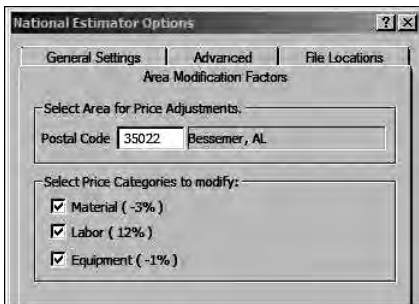 National Estimator Options
General Settings Advanced File Locations
Area Modification Factors
Select Area for Price Adjustments.
Postal Code 35022 Bessemer, AL
Select Price Categories to modify:
Material ( -3% )
Labor ( 12% )
Equipment ( -1% )